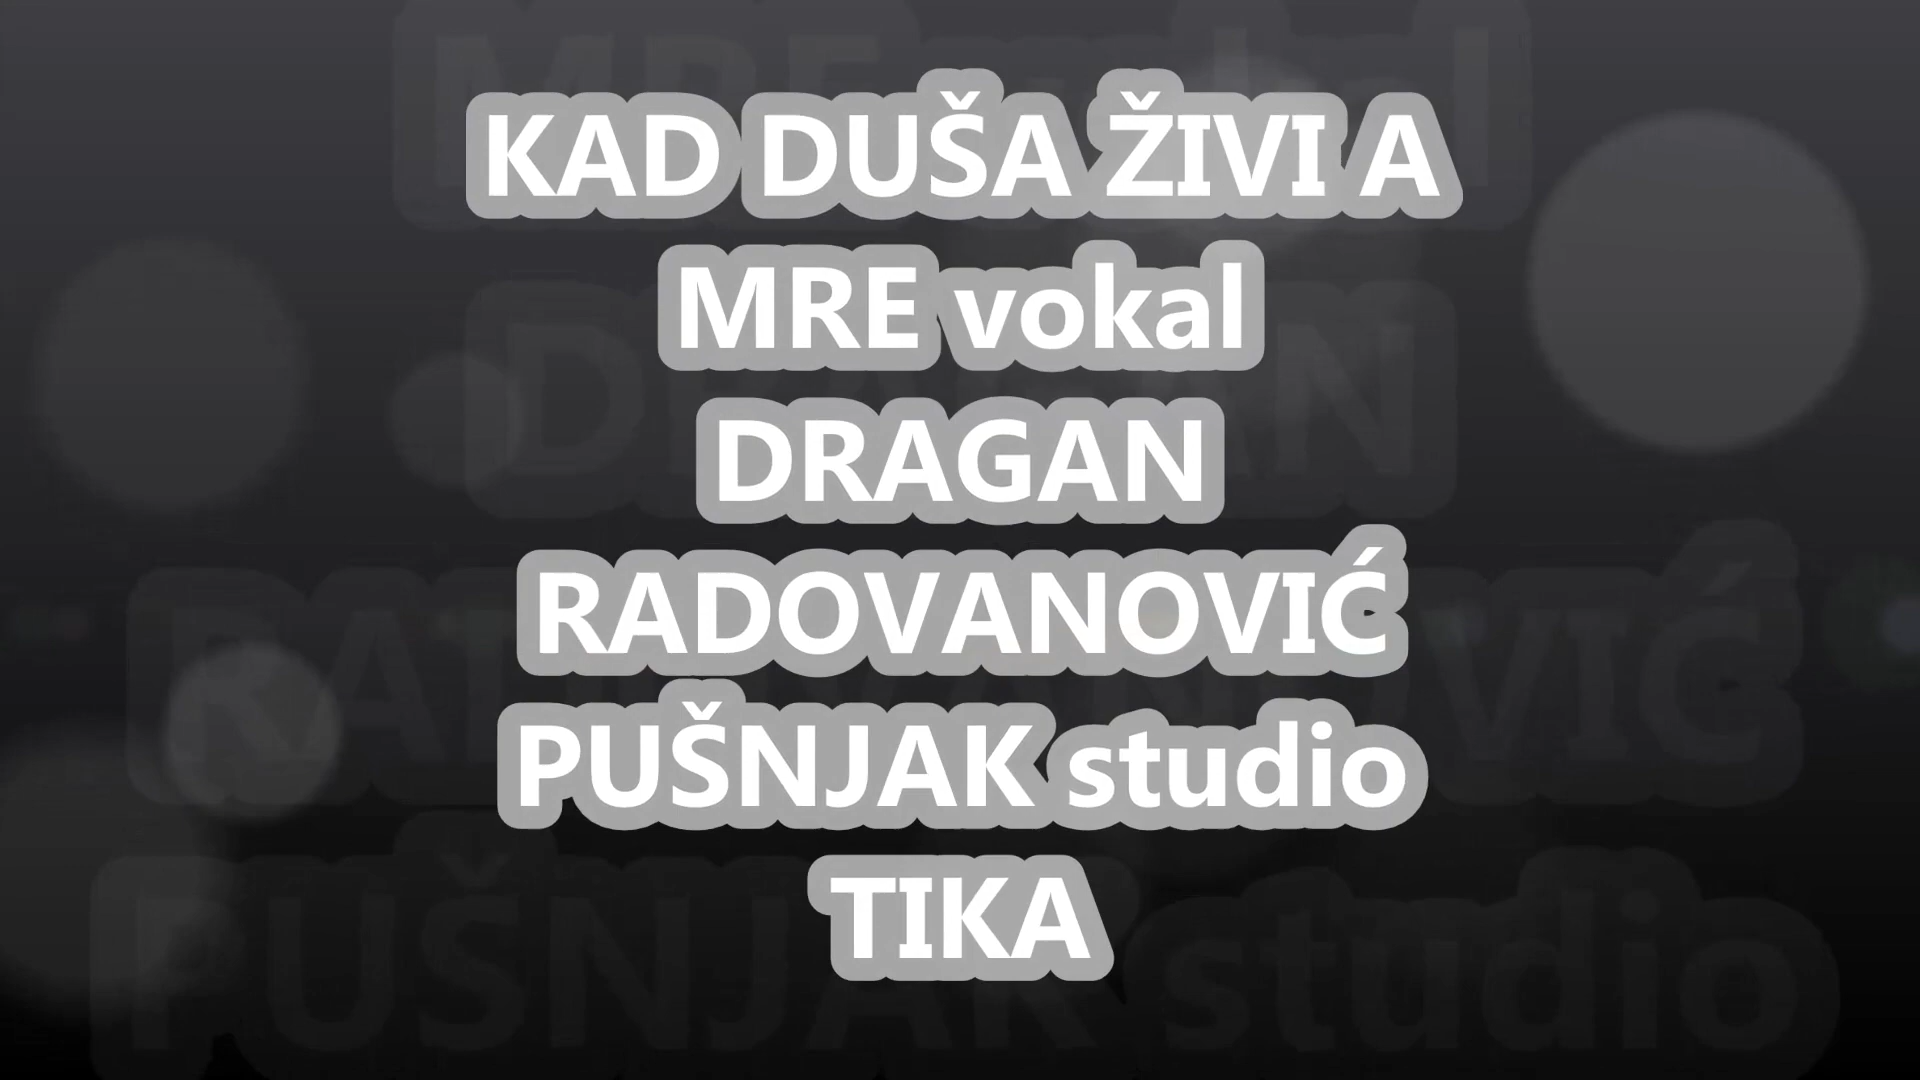 KAD DUŠA ŽIVI A
MRE vokal
DRAGAN
RADOVANOVIĆ
PUŠNJAK studio
TIKA